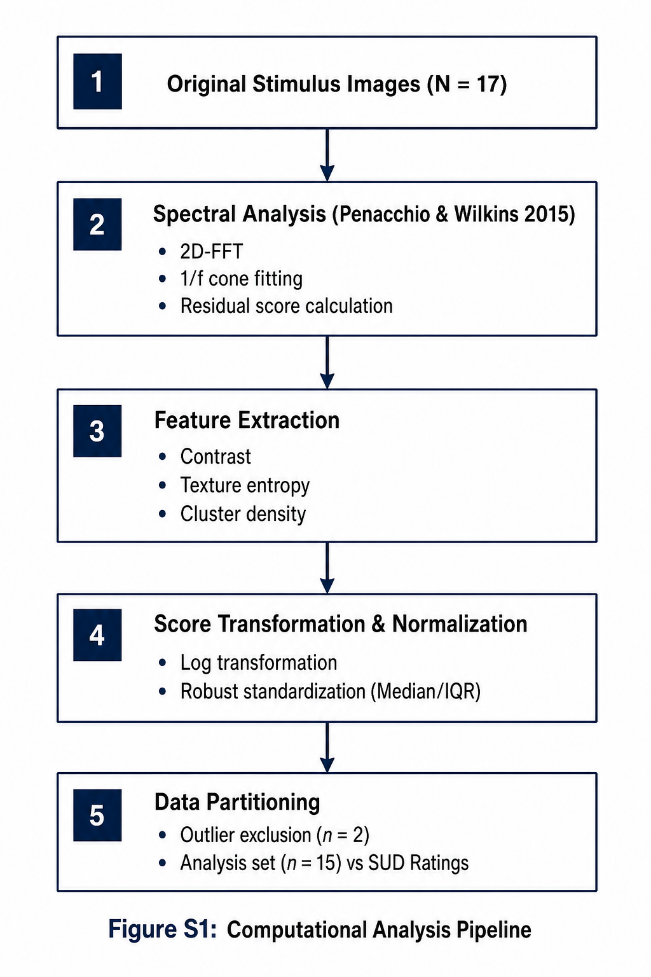 1
Original Stimulus Images (N = 17)
2
Spectral Analysis (Penacchio & Wilkins 2015)
• 2D-FFT
• 1/f cone fitting
• Residual score calculation
3
Feature Extraction
• Contrast
• Texture entropy
• Cluster density
4
Score Transformation & Normalization
• Log transformation
• Robust standardization (Median/IQR)
5
Data Partitioning
• Outlier exclusion (n = 2)
• Analysis set (n = 15) vs SUD Ratings
Figure S1: Computational Analysis Pipeline